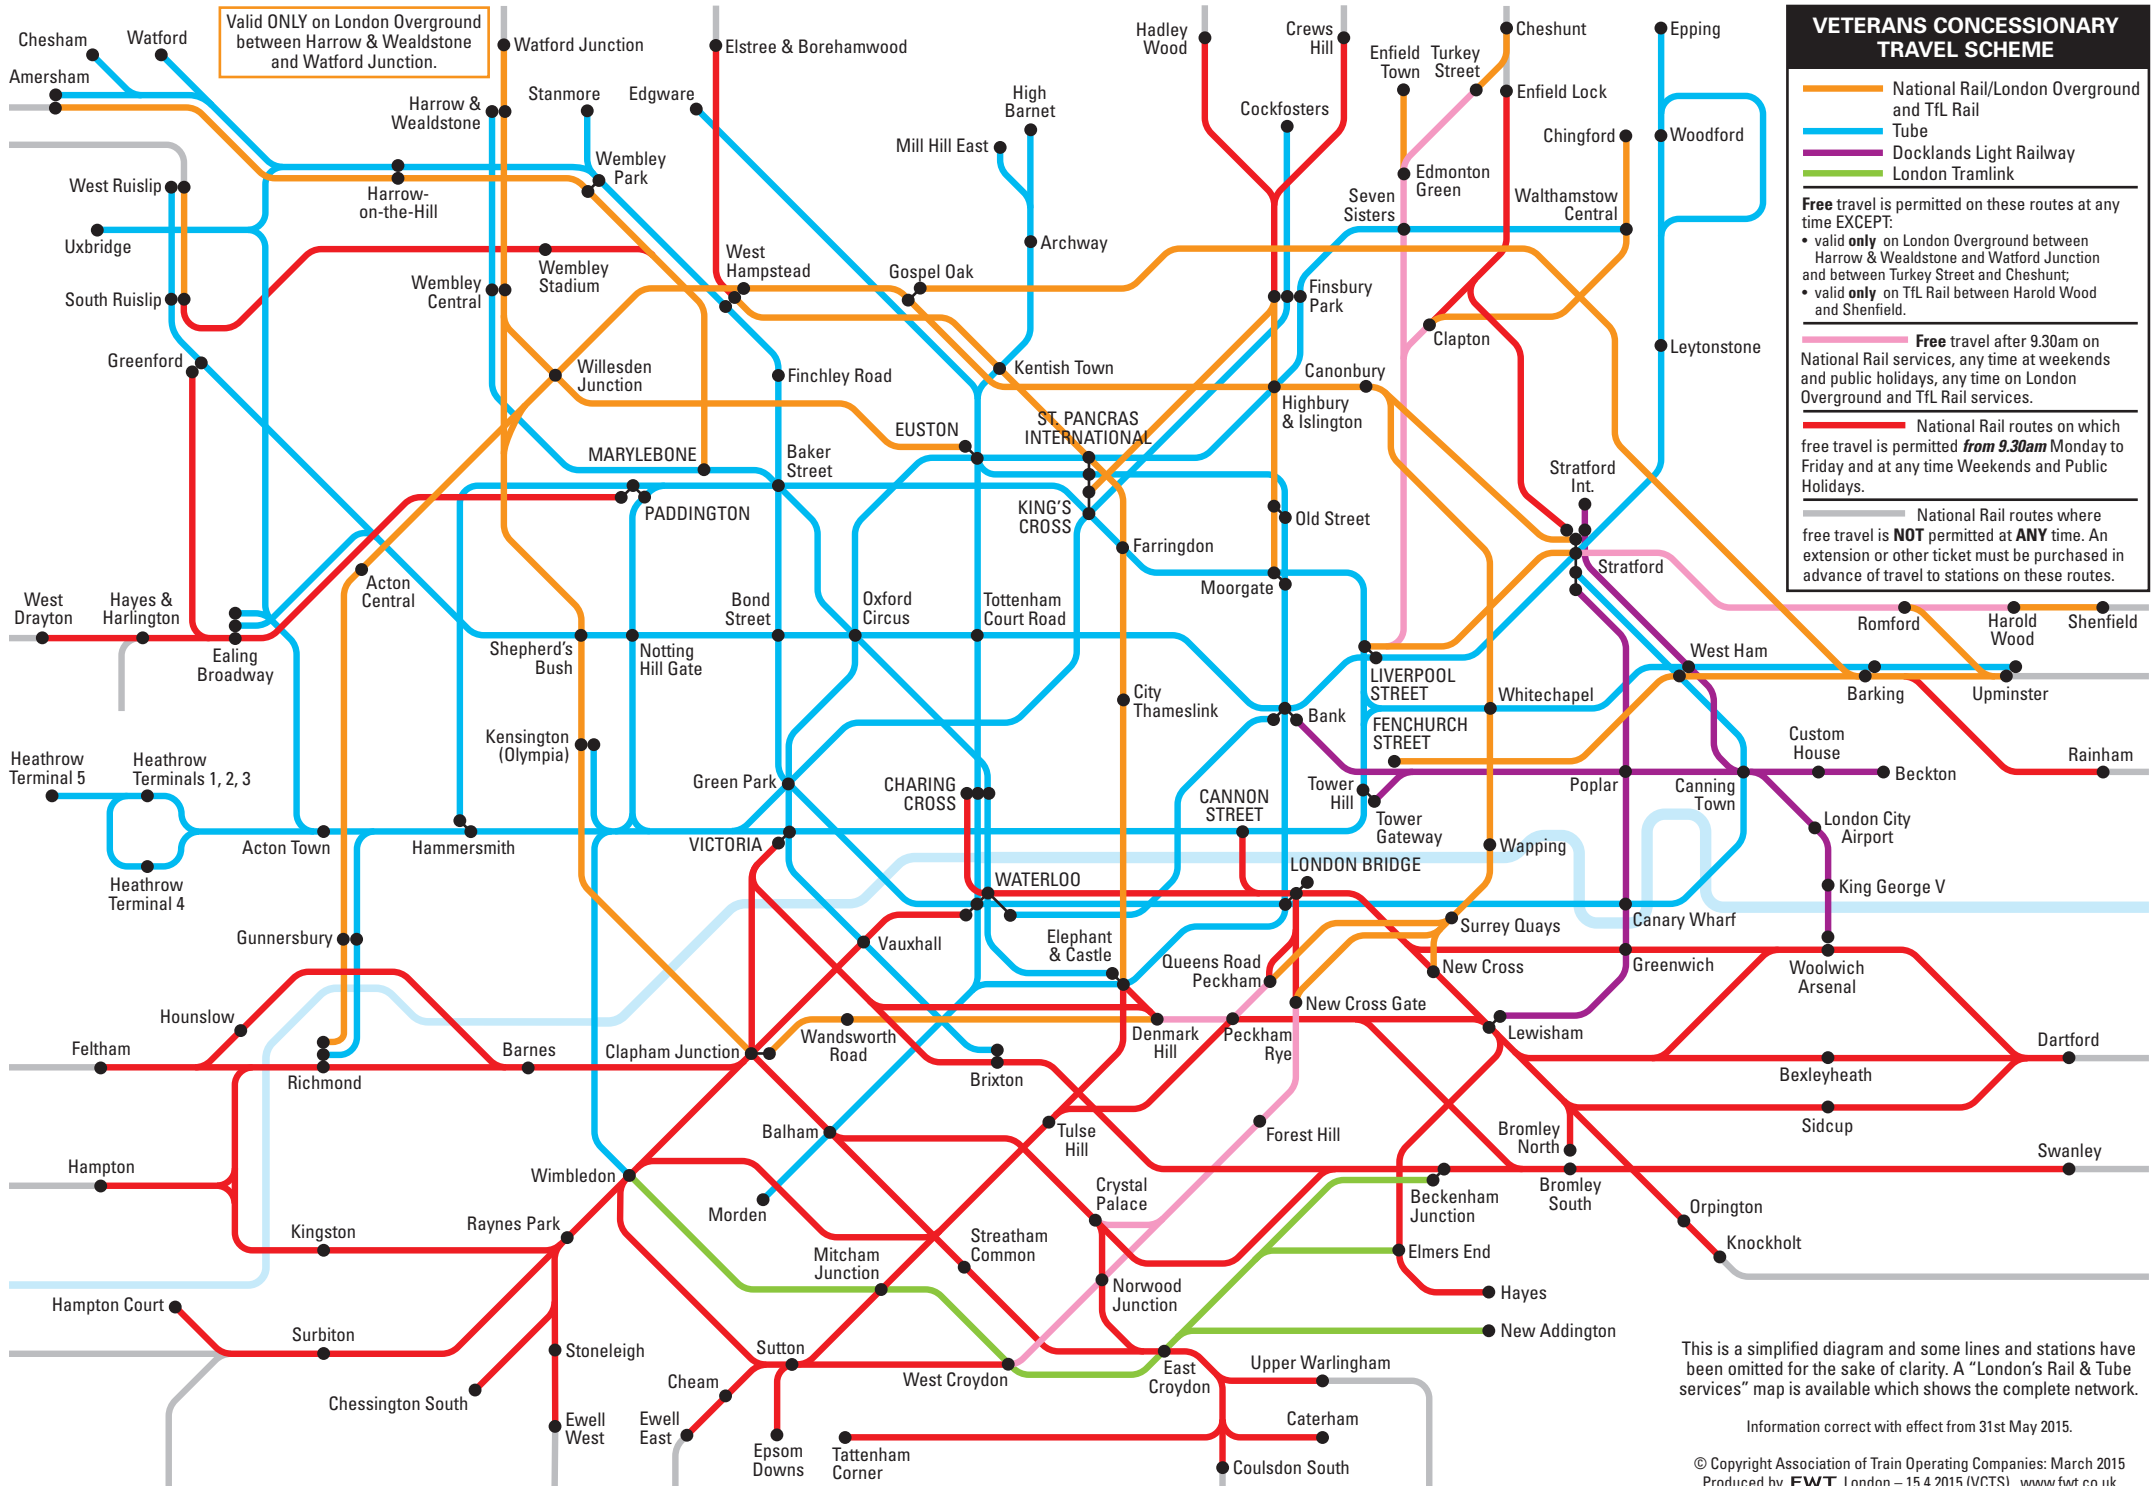 Valid ONLY on London Overground
between Harrow & Wealdstone
and Watford Junction.
Chesham
Watford
Amersham
Watford Junction
Elstree & Borehamwood
Hadley
Wood
Crews
Hill
Enfield
Town
Turkey
Street
Cheshunt
Epping
Harrow &
Wealdstone
Stanmore
Edgware
High
Barnet
Mill Hill East
Cockfosters
Enfield Lock
Chingford
Woodford
West Ruislip
Harrow-
on-the-Hill
Wembley
Park
Edmonton
Green
Seven
Sisters
Walthamstow
Central
Uxbridge
Wembley
Stadium
West
Hampstead
Archway
Gospel Oak
South Ruislip
Wembley
Central
Finsbury
Park
Clapton
Leytonstone
Greenford
Willesden
Junction
Finchley Road
Kentish Town
Canonbury
Highbury
& Islington
EUSTON
ST. PANCRAS
INTERNATIONAL
MARYLEBONE
Baker
Street
Stratford
Int.
PADDINGTON
KING'S
CROSS
Old Street
Farringdon
Stratford
Acton
Central
Moorgate
West
Drayton
Hayes &
Harlington
Ealing
Broadway
Shepherd's
Bush
Notting
Hill Gate
Bond
Street
Oxford
Circus
Tottenham
Court Road
Romford
Harold
Wood
Shenfield
LIVERPOOL
STREET
West Ham
Barking
Upminster
City
Thameslink
Bank
Whitechapel
FENCHURCH
STREET
Kensington
(Olympia)
Heathrow
Terminal 5
Heathrow
Terminals 1, 2, 3
Green Park
CHARING
CROSS
CANNON
STREET
Tower
Hill
Tower
Gateway
Poplar
Canning
Town
Custom
House
Beckton
Rainham
Acton Town
Hammersmith
VICTORIA
London City
Airport
Wapping
Heathrow
Terminal 4
WATERLOO
LONDON BRIDGE
King George V
Canary Wharf
Gunnersbury
Vauxhall
Elephant
& Castle
Queens Road
Peckham
Surrey Quays
New Cross
Greenwich
Woolwich
Arsenal
Hounslow
New Cross Gate
Lewisham
Feltham
Richmond
Barnes
Clapham Junction
Wandsworth
Road
Brixton
Denmark
Hill
Peckham
Rye
Bexleyheath
Dartford
Balham
Tulse
Hill
Forest Hill
Bromley
North
Sidcup
Swanley
Hampton
Wimbledon
Morden
Crystal
Palace
Beckenham
Junction
Bromley
South
Orpington
Kingston
Raynes Park
Mitcham
Junction
Streatham
Common
Elmers End
Knockholt
Norwood
Junction
Hayes
Hampton Court
Surbiton
Stoneleigh
Sutton
West Croydon
East
Croydon
New Addington
Upper Warlingham
Chessington South
Cheam
Ewell
West
Ewell
East
Epsom
Downs
Tattenham
Corner
Caterham
Coulsdon South
VETERANS CONCESSIONARY
TRAVEL SCHEME
National Rail/London Overground
and TfL Rail
Tube
Docklands Light Railway
London Tramlink
Free travel is permitted on these routes at any
time EXCEPT:
• valid only on London Overground between
Harrow & Wealdstone and Watford Junction
and between Turkey Street and Cheshunt;
• valid only on TfL Rail between Harold Wood
and Shenfield.
Free travel after 9.30am on
National Rail services, any time at weekends
and public holidays, any time on London
Overground and TfL Rail services.
National Rail routes on which
free travel is permitted from 9.30am Monday to
Friday and at any time Weekends and Public
Holidays.
National Rail routes where
free travel is NOT permitted at ANY time. An
extension or other ticket must be purchased in
advance of travel to stations on these routes.
This is a simplified diagram and some lines and stations have
been omitted for the sake of clarity. A “London's Rail & Tube
services” map is available which shows the complete network.
Information correct with effect from 31st May 2015.
© Copyright Association of Train Operating Companies: March 2015
Produced by FWT London – 15.4.2015 (VCTS) www.fwt.co.uk